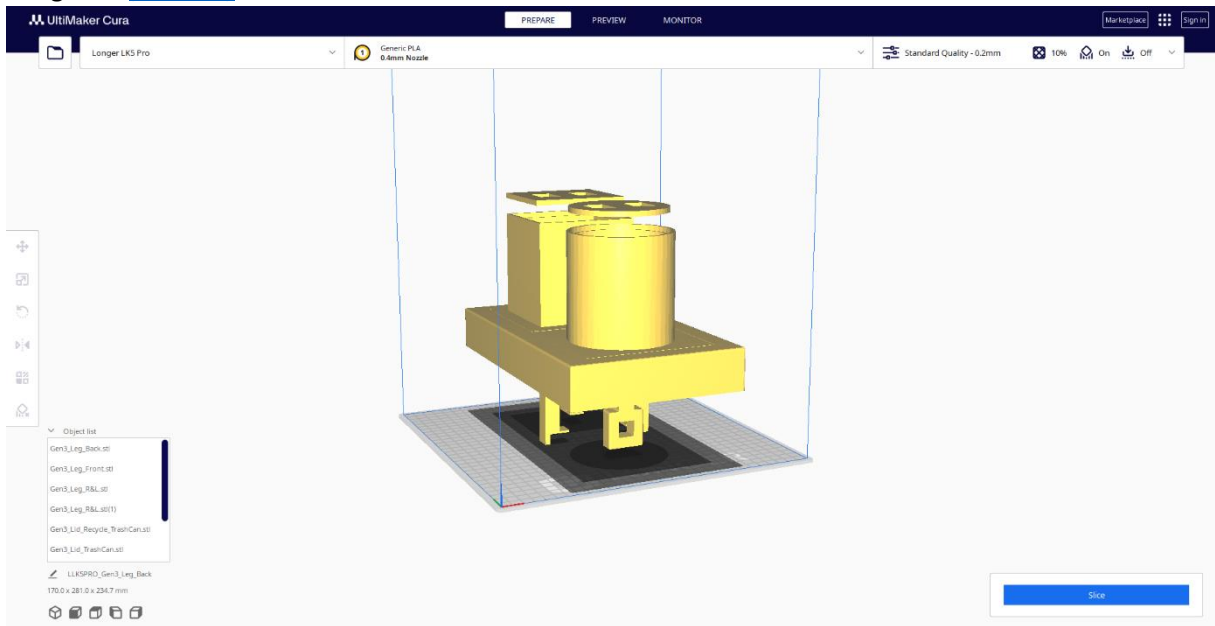 UltiMaker Cura
PREPARE
PREVIEW
MONITOR
Marketplace
Sign in
Longer LK5 Pro
1
Generic PLA
0.4mm Nozzle
Standard Quality - 0.2mm
10%
On
Off
Object list
Gen3_Leg_Back.stl
Gen3_Leg_Front.stl
Gen3_Leg_R&L.stl
Gen3_Leg_R&L.stl(1)
Gen3_Lid_Recycle_TrashCan.stl
Gen3_Lid_TrashCan.stl
LLK5PRO_Gen3_Leg_Back
170.0 x 281.0 x 234.7 mm
Slice